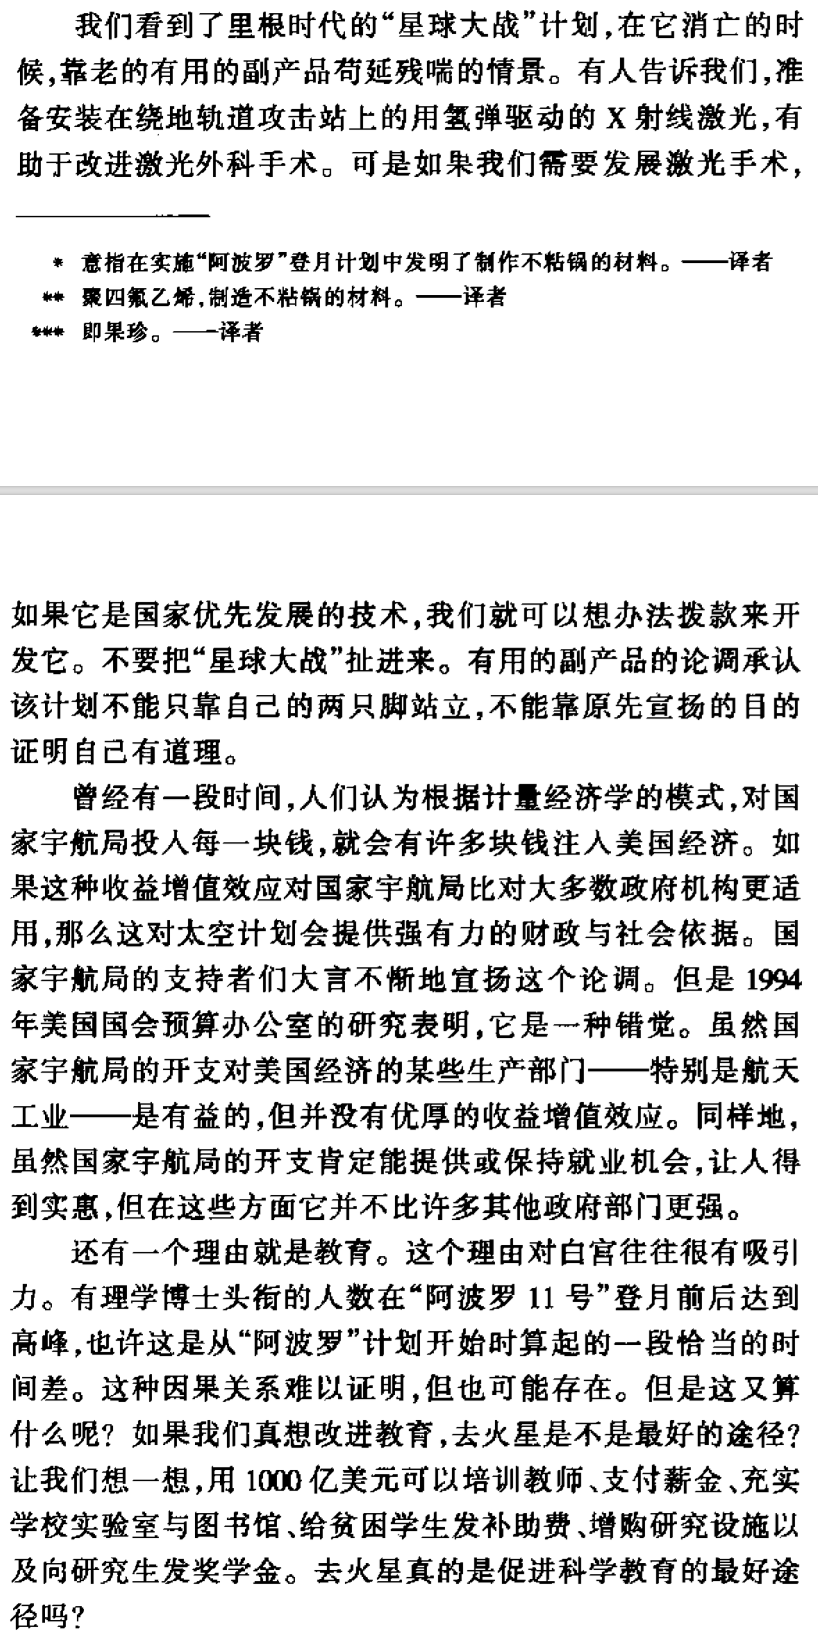 我们看到了里根时代的“星球大战”计划，在它消亡的时
候，靠老的有用的副产品苟延残喘的情景。有人告诉我们，准
备安装在绕地轨道攻击站上的用氢弹驱动的 X 射线激光，有
助于改进激光外科手术。可是如果我们需要发展激光手术，
* 意指在实施“阿波罗”登月计划中发明了制作不粘锅的材料。——译者
** 聚四氟乙烯，制造不粘锅的材料。——译者
*** 即果珍。——译者
如果它是国家优先发展的技术，我们就可以想办法拨款来开
发它。不要把“星球大战”扯进来。有用的副产品的论调承认
该计划不能只靠自己的两只脚站立，不能靠原先宣扬的目的
证明自己有道理。
曾经有一段时间，人们认为根据计量经济学的模式，对国
家宇航局投入每一块钱，就会有许多块钱注入美国经济。如
果这种收益增值效应对国家宇航局比对大多数政府机构更适
用，那么这对太空计划会提供强有力的财政与社会依据。国
家宇航局的支持者们大言不惭地宣扬这个论调。但是 1994
年美国国会预算办公室的研究表明，它是一种错觉。虽然国
家宇航局的开支对美国经济的某些生产部门——特别是航天
工业——是有益的，但并没有优厚的收益增值效应。同样地，
虽然国家宇航局的开支肯定能提供或保持就业机会，让人得
到实惠，但在这些方面它并不比许多其他政府部门更强。
还有一个理由就是教育。这个理由对白宫往往很有吸引
力。有理学博士头衔的人数在“阿波罗 11 号”登月前后达到
高峰，也许这是从“阿波罗”计划开始时算起的一段恰当的时
间差。这种因果关系难以证明，但也可能存在。但是这又算
什么呢？如果我们真想改进教育，去火星是不是最好的途径？
让我们想一想，用 1000 亿美元可以培训教师、支付薪金、充实
学校实验室与图书馆、给贫困学生发补助费、增购研究设施以
及向研究生发奖学金。去火星真的是促进科学教育的最好途
径吗？